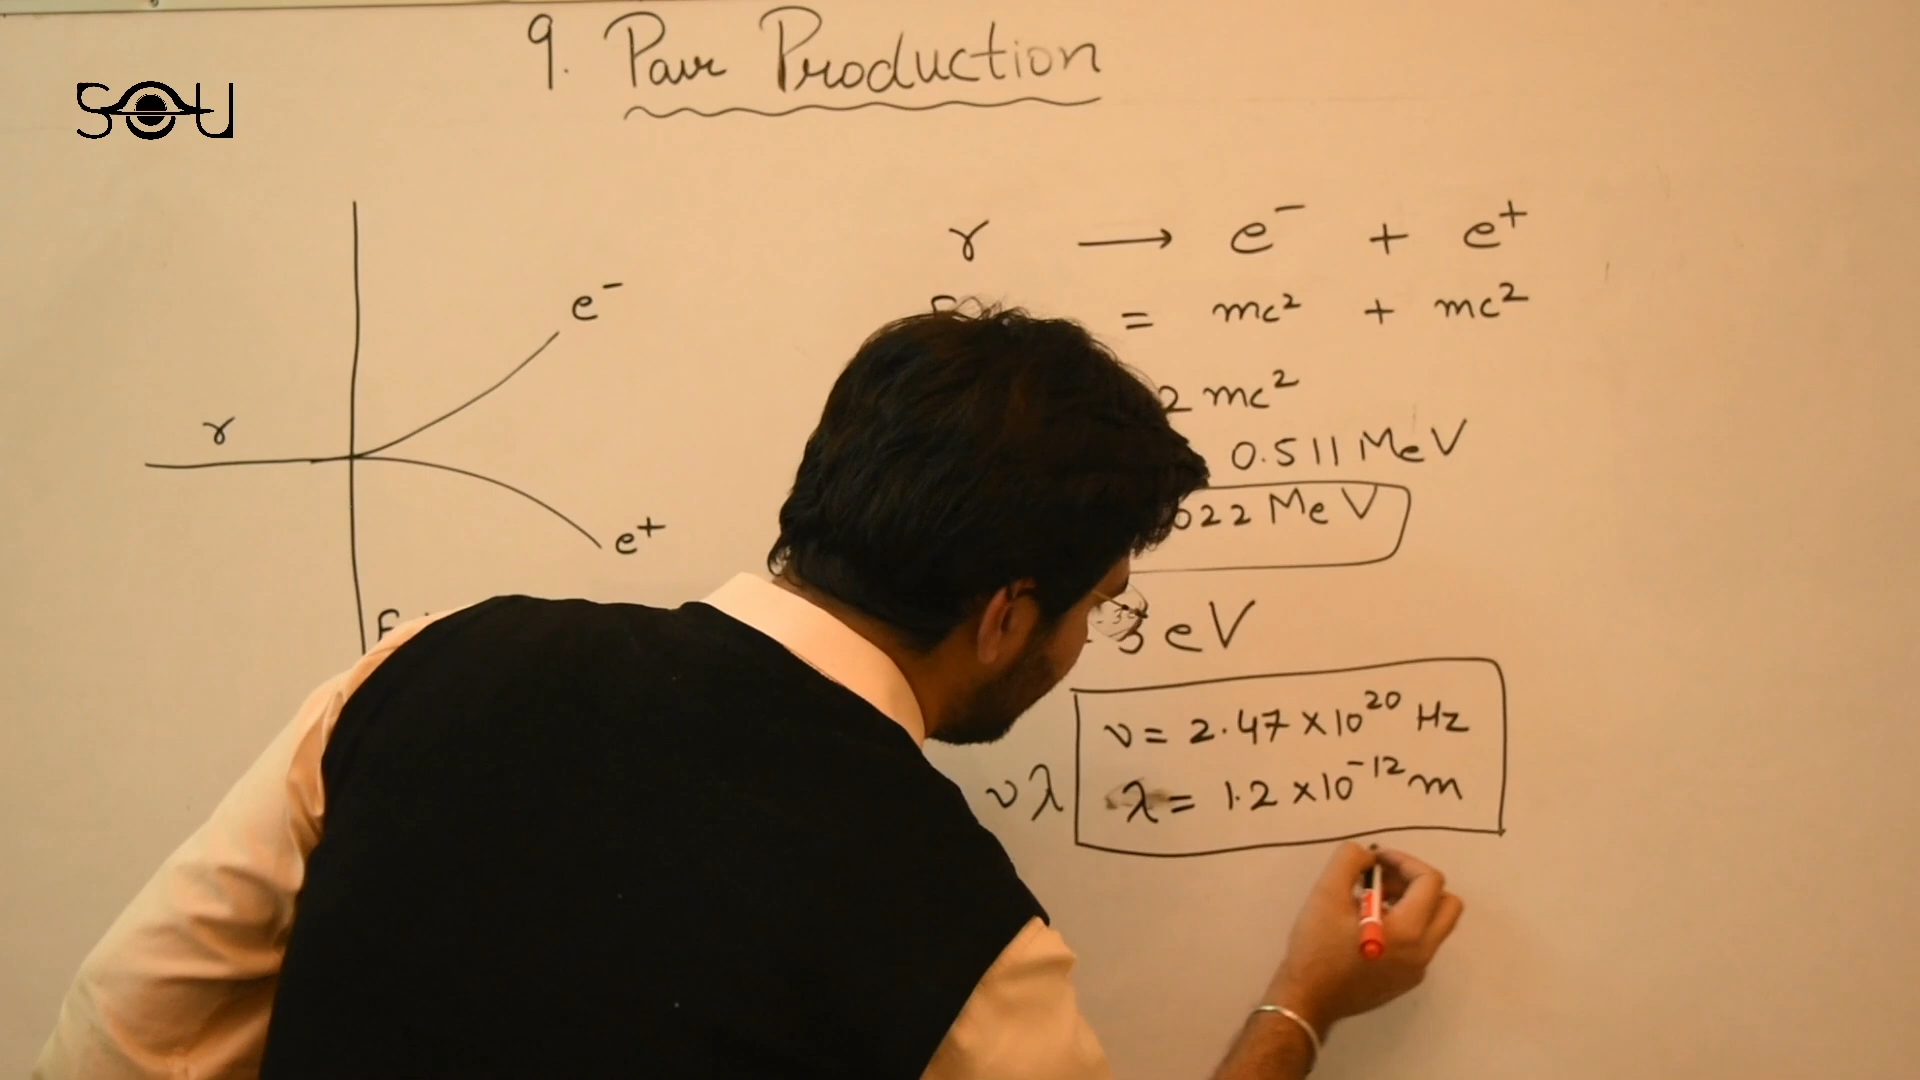 9. Pair Production
SOU
γ → e⁻ + e⁺
= mc² + mc²
2 mc²
0.511 MeV
022 MeV
eV
ν = 2.47 × 10²⁰ Hz
νλ
λ = 1.2 × 10⁻¹² m
γ
e⁻
e⁺